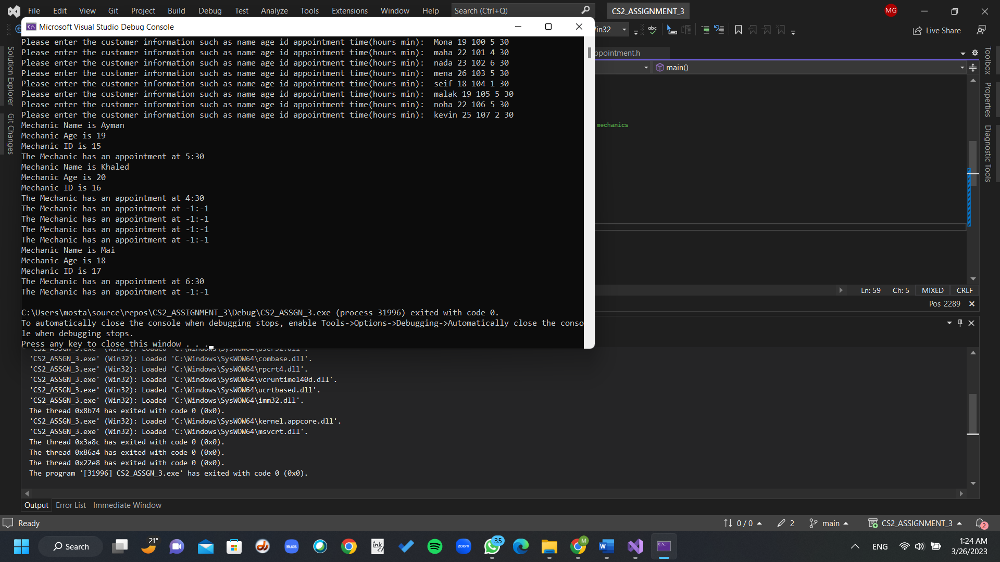 File Edit View Git Project Build Debug Test Analyze Tools Extensions Window Help Search (Ctrl+Q) CS2_ASSIGNMENT_3 MG
Microsoft Visual Studio Debug Console
Live Share
Please enter the customer information such as name age id appointment time(hours min):  Mona 19 100 5 30
Please enter the customer information such as name age id appointment time(hours min):  maha 22 101 4 30
Please enter the customer information such as name age id appointment time(hours min):  nada 23 102 6 30
Please enter the customer information such as name age id appointment time(hours min):  mena 26 103 5 30
Please enter the customer information such as name age id appointment time(hours min):  seif 18 104 1 30
Please enter the customer information such as name age id appointment time(hours min):  malak 19 105 5 30
Please enter the customer information such as name age id appointment time(hours min):  noha 22 106 5 30
Please enter the customer information such as name age id appointment time(hours min):  kevin 25 107 2 30
Mechanic Name is Ayman
Mechanic Age is 19
Mechanic ID is 15
The Mechanic has an appointment at 5:30
Mechanic Name is Khaled
Mechanic Age is 20
Mechanic ID is 16
The Mechanic has an appointment at 4:30
The Mechanic has an appointment at -1:-1
The Mechanic has an appointment at -1:-1
The Mechanic has an appointment at -1:-1
The Mechanic has an appointment at -1:-1
Mechanic Name is Mai
Mechanic Age is 18
Mechanic ID is 17
The Mechanic has an appointment at 6:30
The Mechanic has an appointment at -1:-1
C:\Users\mosta\source\repos\CS2_ASSIGNMENT_3\Debug\CS2_ASSGN_3.exe (process 31996) exited with code 0.
To automatically close the console when debugging stops, enable Tools->Options->Debugging->Automatically close the conso
le when debugging stops.
Press any key to close this window . . .
in32
ppointment.h
main()
mechanics
Ln: 59 Ch: 5 MIXED CRLF
Pos 2289
Solution Explorer
Git Changes
Toolbox
Properties
Diagnostic Tools
'CS2_ASSGN_3.exe' (Win32): Loaded 'C:\Windows\SysWOW64\user32.dll'.
'CS2_ASSGN_3.exe' (Win32): Loaded 'C:\Windows\SysWOW64\combase.dll'.
'CS2_ASSGN_3.exe' (Win32): Loaded 'C:\Windows\SysWOW64\rpcrt4.dll'.
'CS2_ASSGN_3.exe' (Win32): Loaded 'C:\Windows\SysWOW64\vcruntime140d.dll'.
'CS2_ASSGN_3.exe' (Win32): Loaded 'C:\Windows\SysWOW64\ucrtbased.dll'.
'CS2_ASSGN_3.exe' (Win32): Loaded 'C:\Windows\SysWOW64\imm32.dll'.
The thread 0x8b74 has exited with code 0 (0x0).
'CS2_ASSGN_3.exe' (Win32): Loaded 'C:\Windows\SysWOW64\kernel.appcore.dll'.
'CS2_ASSGN_3.exe' (Win32): Loaded 'C:\Windows\SysWOW64\msvcrt.dll'.
The thread 0x3a8c has exited with code 0 (0x0).
The thread 0x86a4 has exited with code 0 (0x0).
The thread 0x22e8 has exited with code 0 (0x0).
The program '[31996] CS2_ASSGN_3.exe' has exited with code 0 (0x0).
Output Error List Immediate Window
Ready 0 / 0 2 main CS2_ASSIGNMENT_3 2
Search 21° Buds ink zoom 35 M W ENG 1:24 AM
3/26/2023